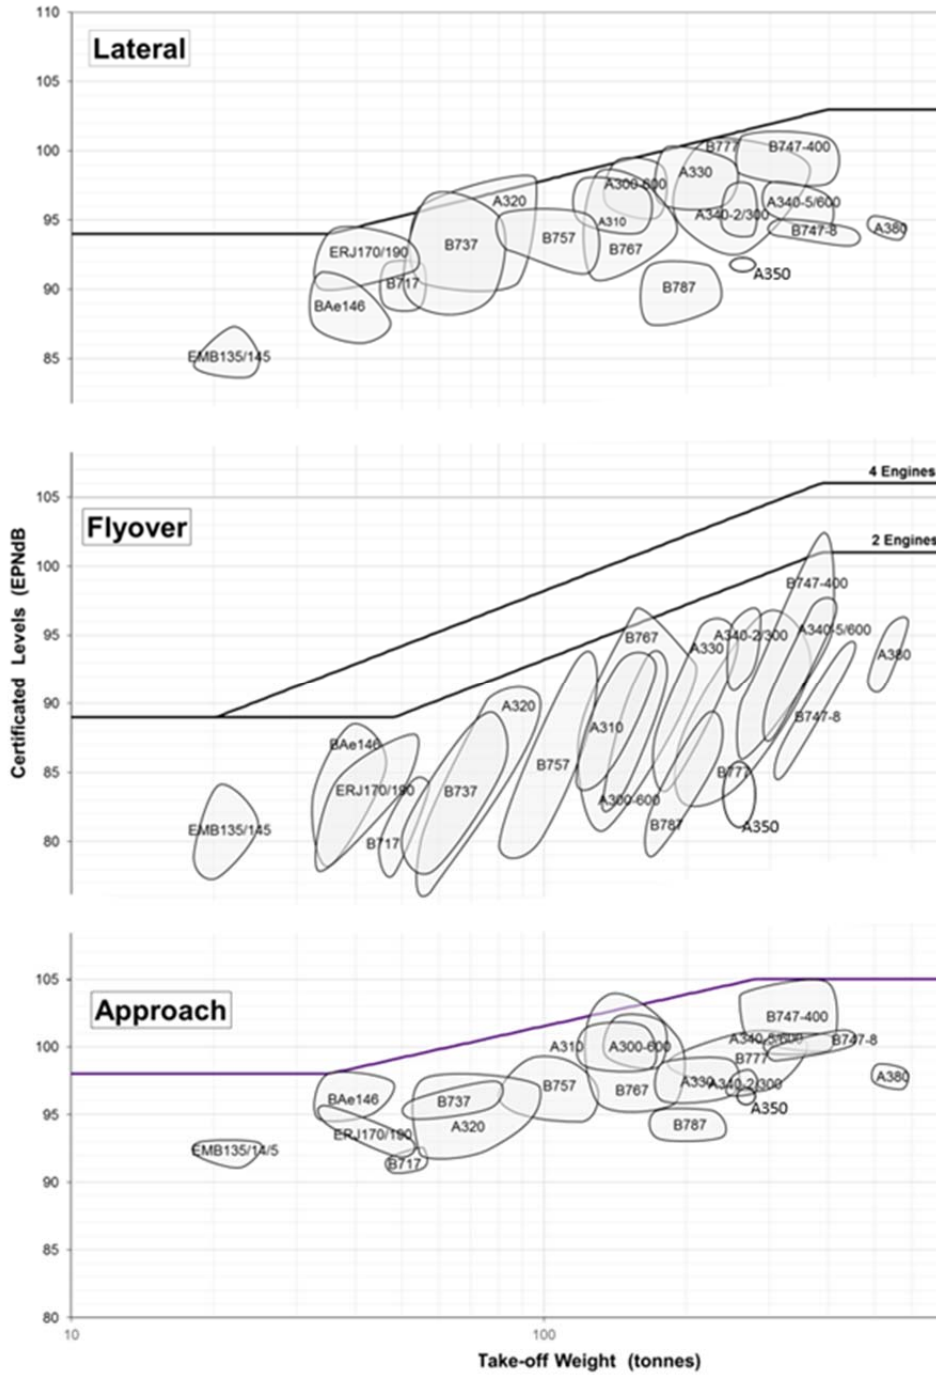 110
Lateral
105
100
95
90
85
B777
B747-400
A330
A300-600
A320
A340-5/600
A340-2/300
A310
B747-8
A380
B737
B757
B767
ERJ170/190
B717
A350
B787
BAe146
EMB135/145
Certificated Levels (EPNdB
Flyover
4 Engines
2 Engines
105
100
95
90
85
80
B747-400
B767
A340-2/300
A340-5/600
A330
A380
A320
A310
B747-8
BAe146
B757
B777
ERJ170/190
B737
A300-600
B787
A350
EMB135/145
B717
Approach
105
100
95
90
85
80
B747-400
A310
A300-600
A340-5/600
B747-8
B777
A380
B757
B767
A330
A340-2/300
A350
BAe146
B737
A320
B787
ERJ170/190
EMB135/14/5
B717
10
100
Take-off Weight (tonnes)